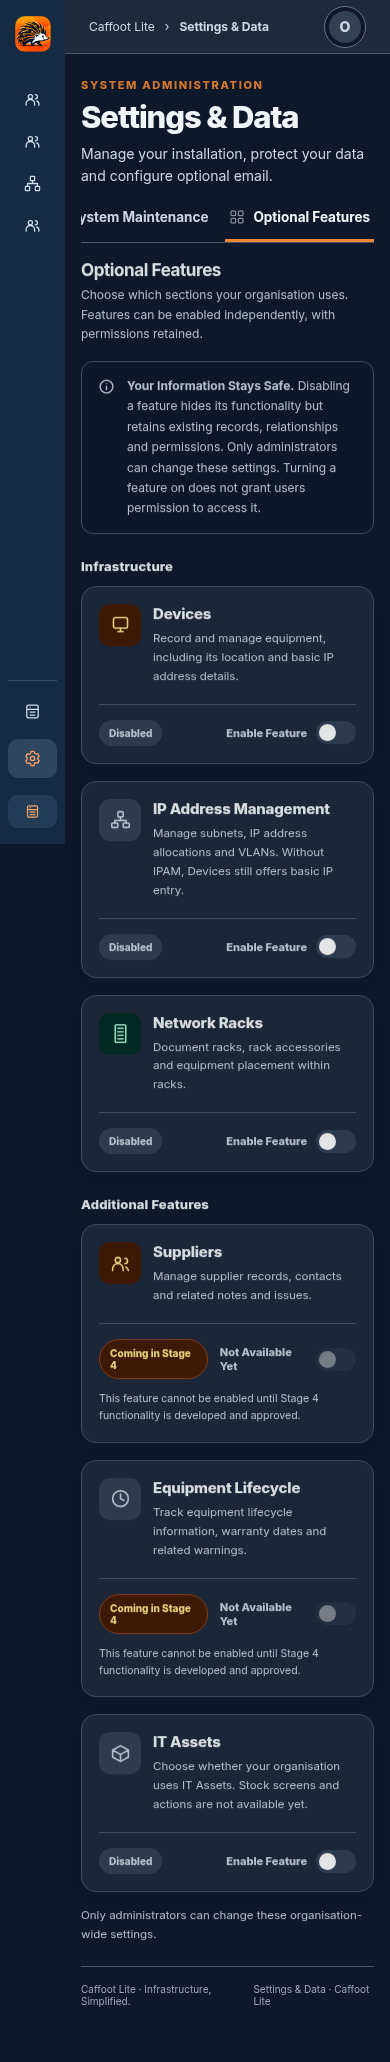 Caffoot Lite › Settings & Data
O
SYSTEM ADMINISTRATION
Settings & Data
Manage your installation, protect your data
and configure optional email.
ystem Maintenance
Optional Features
Optional Features
Choose which sections your organisation uses.
Features can be enabled independently, with
permissions retained.
Your Information Stays Safe. Disabling
a feature hides its functionality but
retains existing records, relationships
and permissions. Only administrators
can change these settings. Turning a
feature on does not grant users
permission to access it.
Infrastructure
Devices
Record and manage equipment,
including its location and basic IP
address details.
Disabled
Enable Feature
IP Address Management
Manage subnets, IP address
allocations and VLANs. Without
IPAM, Devices still offers basic IP
entry.
Disabled
Enable Feature
Network Racks
Document racks, rack accessories
and equipment placement within
racks.
Disabled
Enable Feature
Additional Features
Suppliers
Manage supplier records, contacts
and related notes and issues.
Coming in Stage
4
Not Available
Yet
This feature cannot be enabled until Stage 4
functionality is developed and approved.
Equipment Lifecycle
Track equipment lifecycle
information, warranty dates and
related warnings.
Coming in Stage
4
Not Available
Yet
This feature cannot be enabled until Stage 4
functionality is developed and approved.
IT Assets
Choose whether your organisation
uses IT Assets. Stock screens and
actions are not available yet.
Disabled
Enable Feature
Only administrators can change these organisation-
wide settings.
Caffoot Lite · Infrastructure,
Simplified.
Settings & Data · Caffoot
Lite